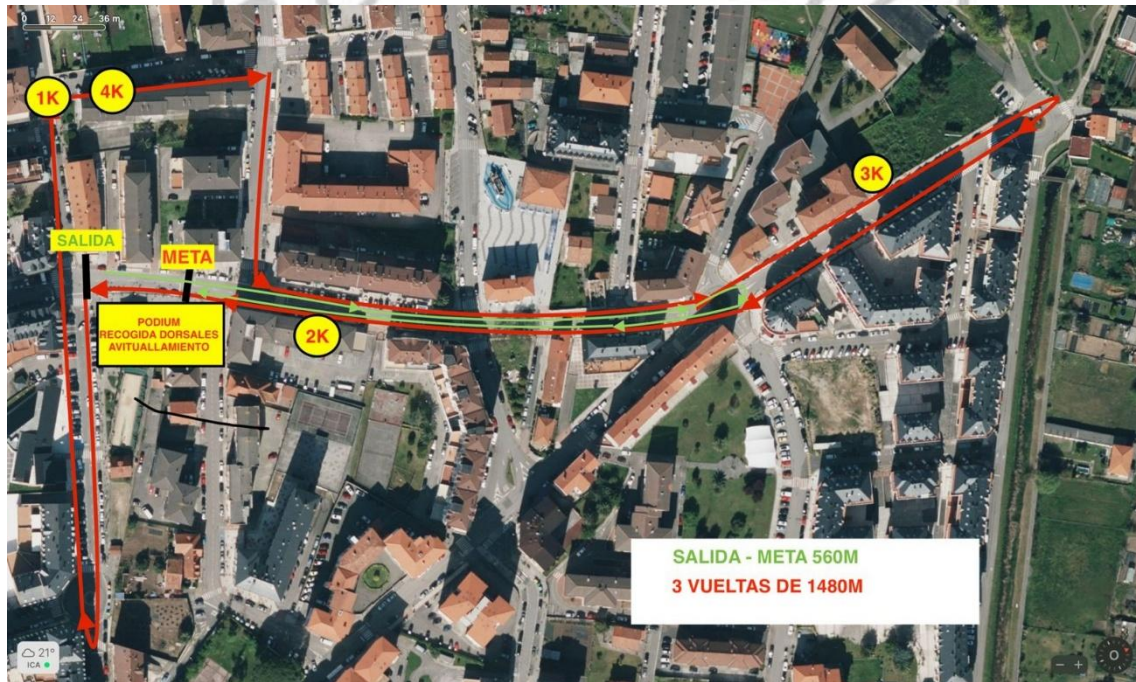 0 12 24 36 m
1K
4K
3K
SALIDA
META
PODIUM
RECOGIDA DORSALES
AVITUALLAMIENTO
2K
SALIDA - META 560M
3 VUELTAS DE 1480M
21°
ICA
- +
O